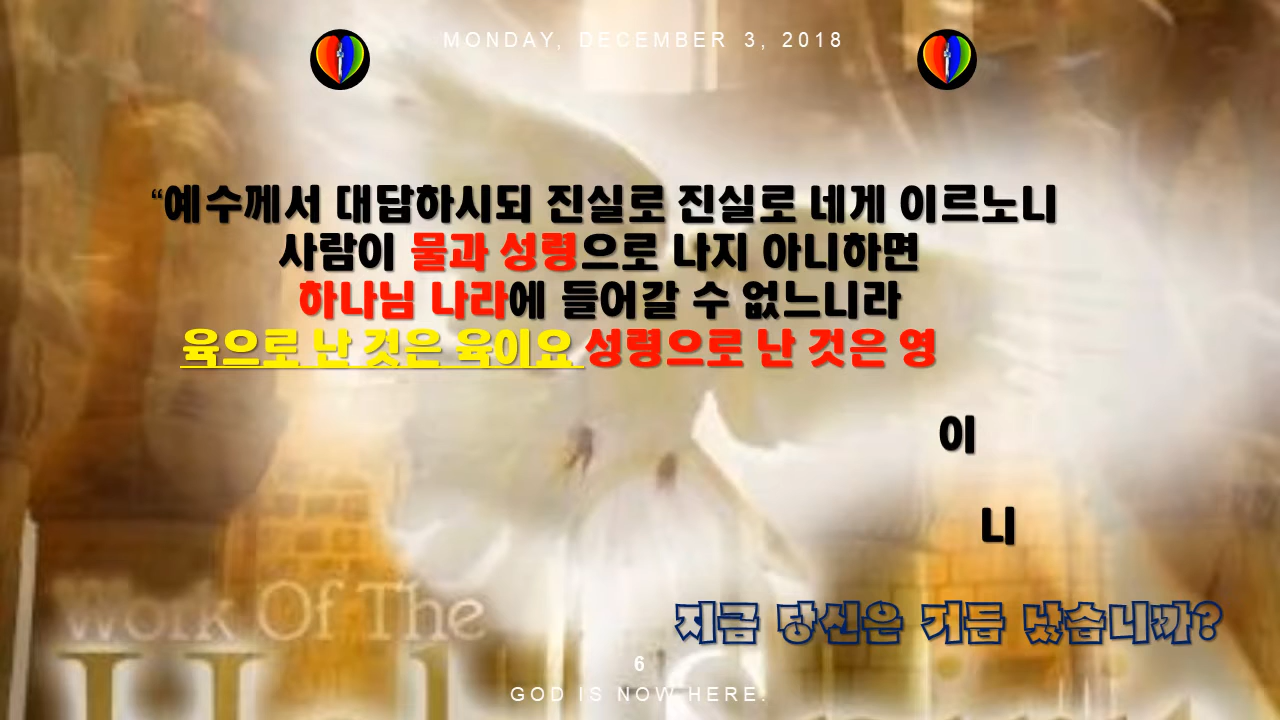 MONDAY, DECEMBER 3, 2018
“예수께서 대답하시되 진실로 진실로 네게 이르노니
사람이 물과 성령으로 나지 아니하면
하나님 나라에 들어갈 수 없느니라
육으로 난 것은 육이요 성령으로 난 것은 영
이
니
지금 당신은 거듭 났습니까?
Work Of The
6
GOD IS NOW HERE.